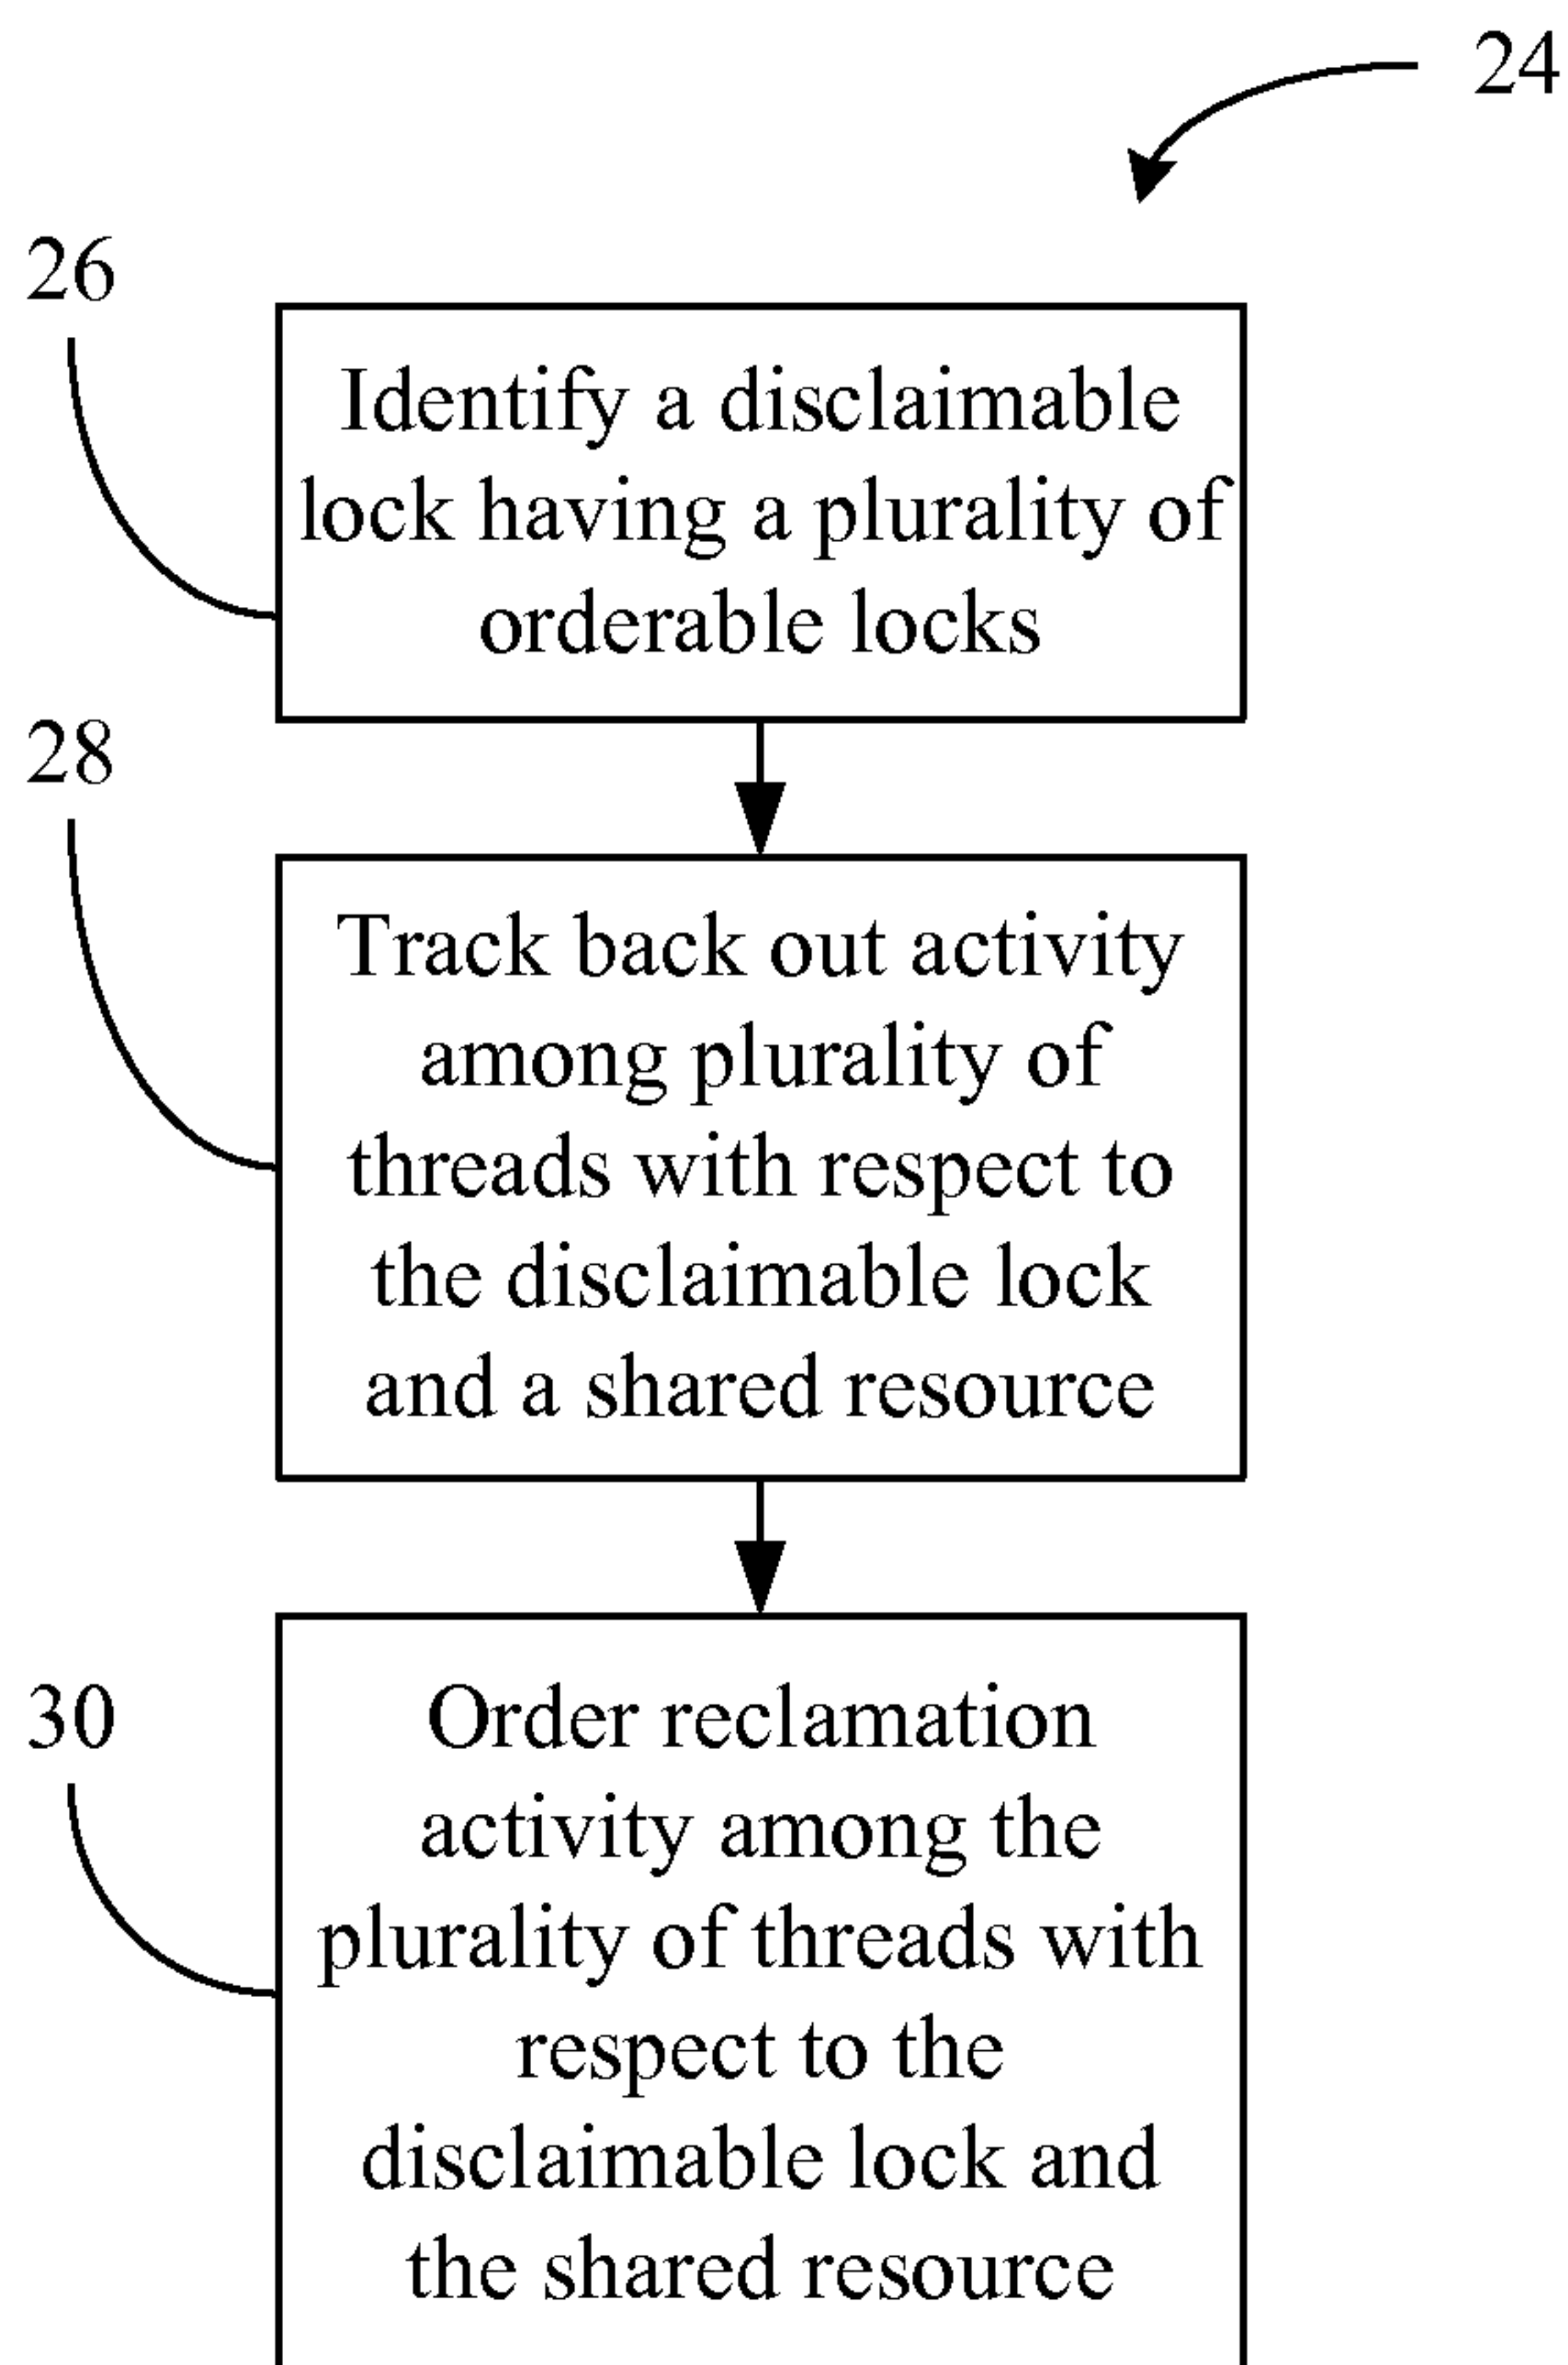 24
26
Identify a disclaimable
lock having a plurality of
orderable locks
28
Track back out activity
among plurality of
threads with respect to
the disclaimable lock
and a shared resource
30
Order reclamation
activity among the
plurality of threads with
respect to the
disclaimable lock and
the shared resource